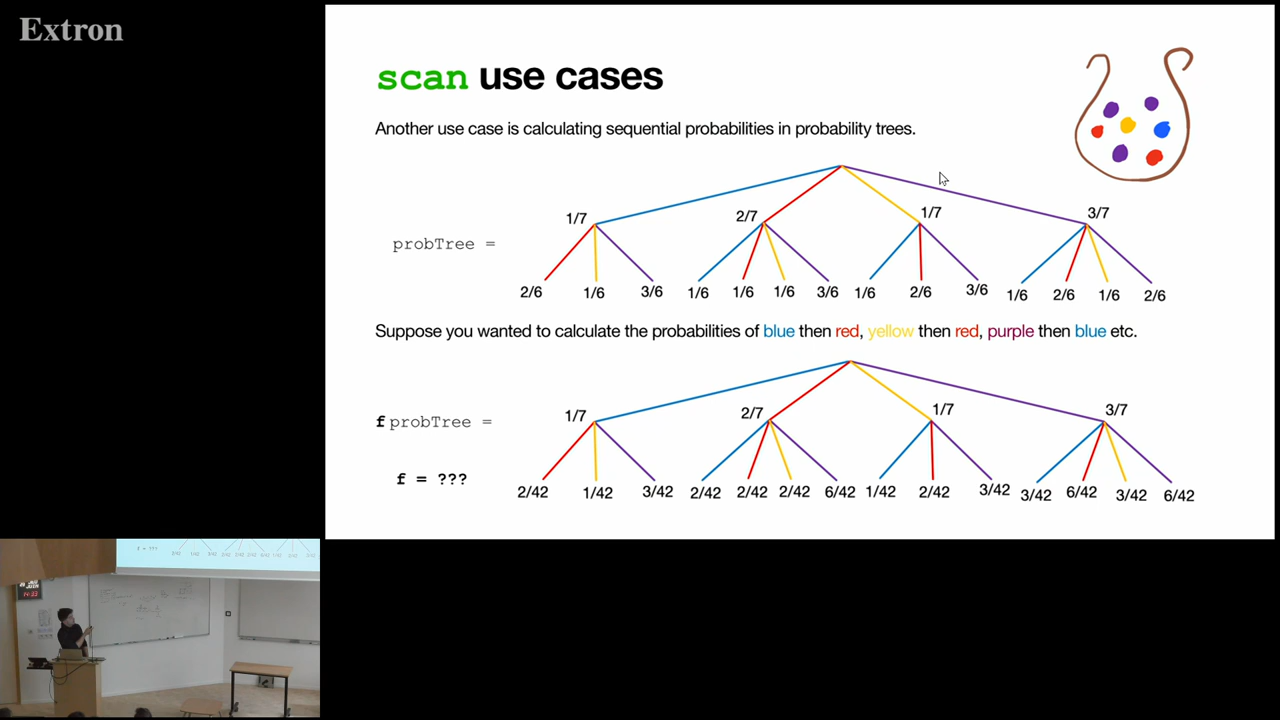 Extron
scan use cases
Another use case is calculating sequential probabilities in probability trees.
1/7 2/7 1/7 3/7
probTree =
2/6 1/6 3/6 1/6 1/6 1/6 3/6 1/6 2/6 3/6 1/6 2/6 1/6 2/6
Suppose you wanted to calculate the probabilities of blue then red, yellow then red, purple then blue etc.
1/7 2/7 1/7 3/7
f probTree =
f = ???
2/42 1/42 3/42 2/42 2/42 2/42 6/42 1/42 2/42 3/42 3/42 6/42 3/42 6/42